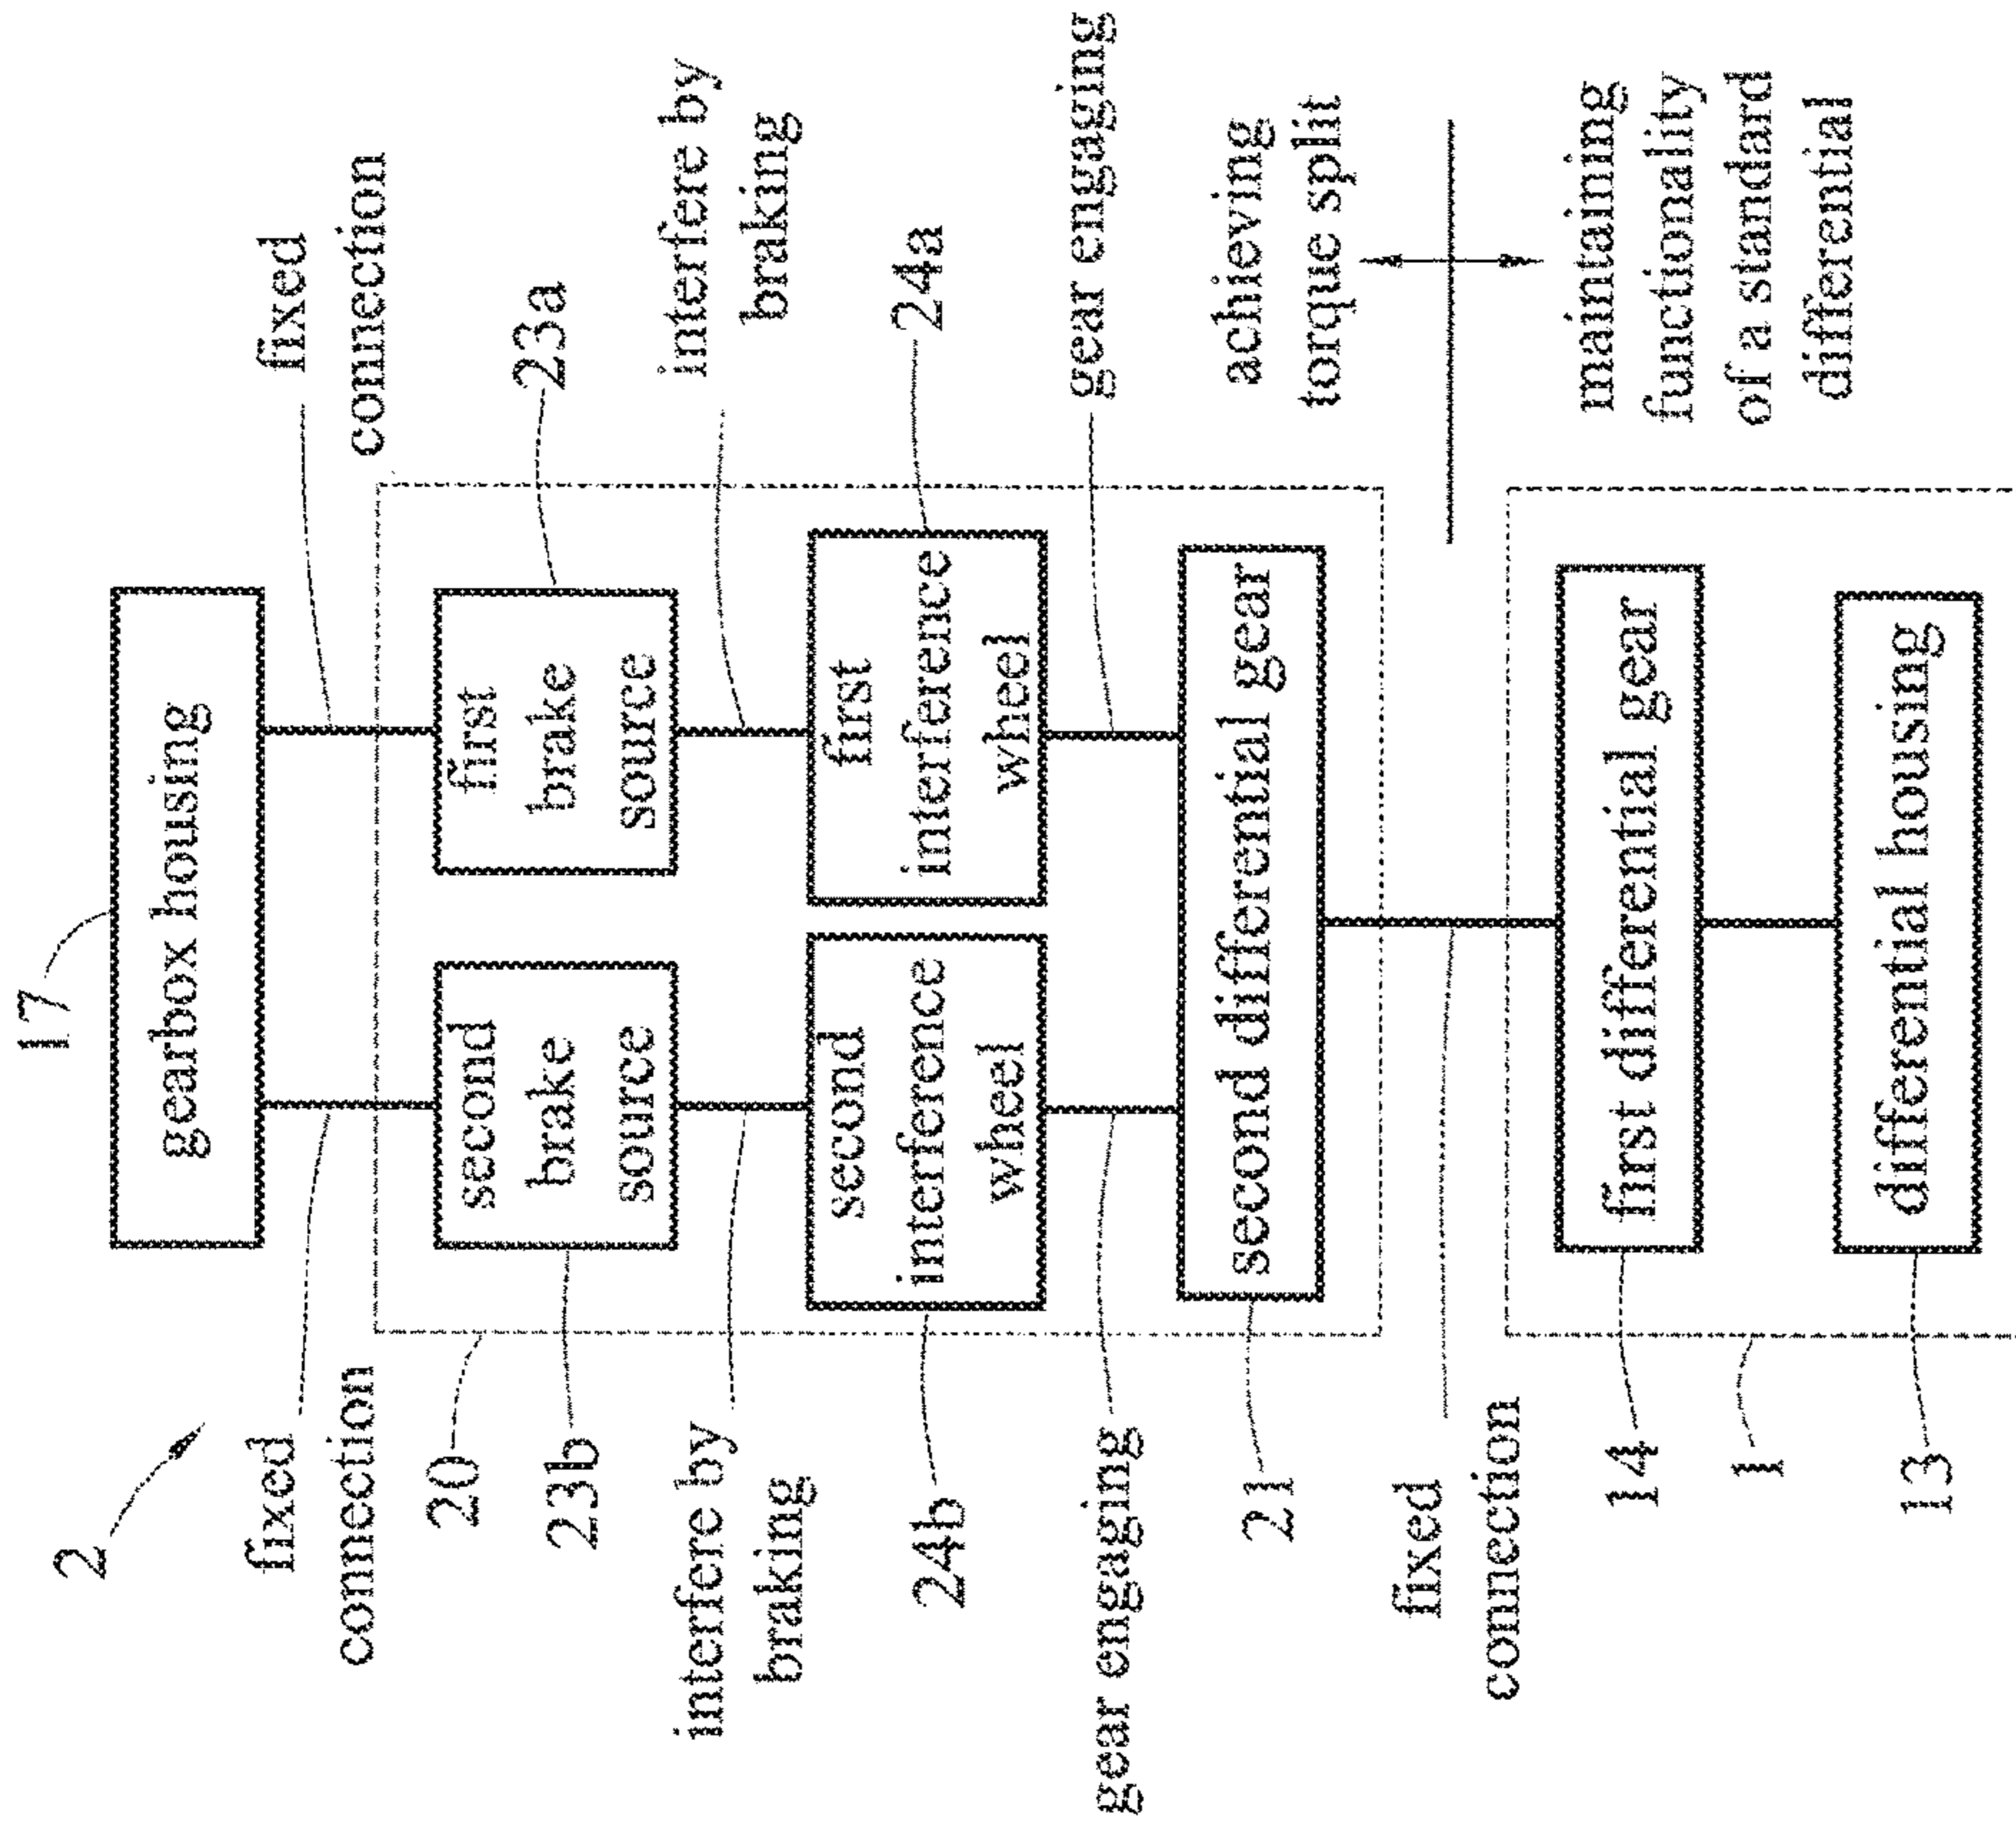 2
17
gearbox housing
fixed
connection
fixed
connection
20
23b
second
brake
source
first
brake
source
23a
interfere by
braking
interfere by
braking
24b
second
interference
wheel
first
interference
wheel
24a
gear engaging
gear engaging
21
second differential gear
achieving
torque split
fixed
connection
maintaining
functionality
of a standard
differential
14
first differential gear
1
13
differential housing